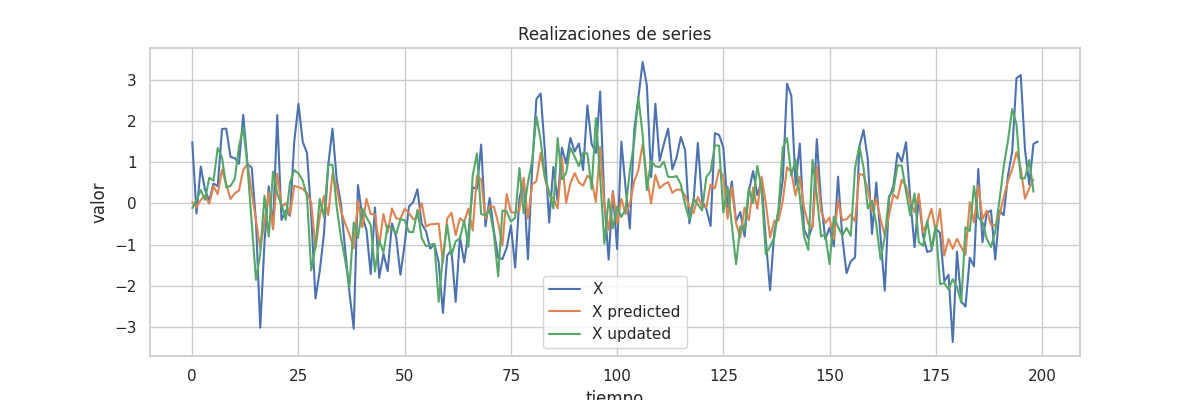 Realizaciones de series
valor
3
2
1
0
−1
−2
−3
X
X predicted
X updated
0 25 50 75 100 125 150 175 200
tiempo